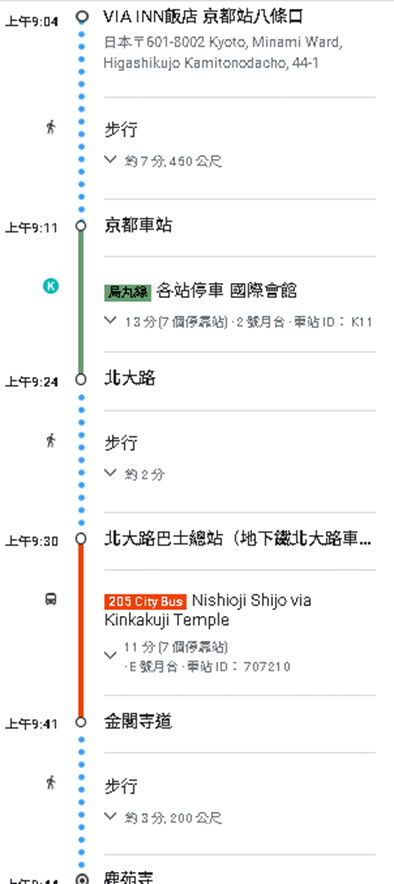 上午9:04
VIA INN飯店 京都站八條口
日本〒601-8002 Kyoto, Minami Ward,
Higashikujo Kamitonodacho, 44-1
步行
約 7 分, 450 公尺
上午9:11
京都車站
K
烏丸線 各站停車 國際會館
13 分 (7 個停靠站) · 2 號月台 · 車站 ID： K11
上午9:24
北大路
步行
約 2 分
上午9:30
北大路巴士總站（地下鐵北大路車...
205 City Bus Nishioji Shijo via
Kinkakuji Temple
11 分 (7 個停靠站)
· E 號月台 · 車站 ID： 707210
上午9:41
金閣寺道
步行
約 3 分, 200 公尺
鹿苑寺